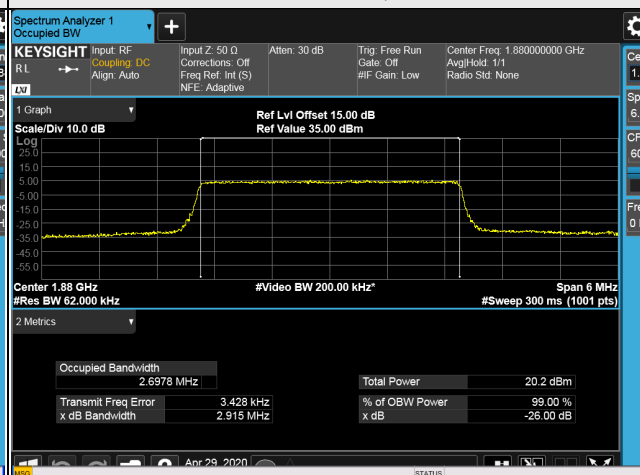 Spectrum Analyzer 1
Occupied BW
KEYSIGHT
R L
LXI
Input: RF
Coupling: DC
Align: Auto
Input Z: 50 Ω
Corrections: Off
Freq Ref: Int (S)
NFE: Adaptive
Atten: 30 dB
Trig: Free Run
Gate: Off
#IF Gain: Low
Center Freq: 1.880000000 GHz
Avg|Hold: 1/1
Radio Std: None
1 Graph
Scale/Div 10.0 dB
Ref Lvl Offset 15.00 dB
Ref Value 35.00 dBm
Log
25.0
15.0
5.00
-5.00
-15.0
-25.0
-35.0
-45.0
-55.0
Center 1.88 GHz
#Video BW 200.00 kHz*
Span 6 MHz
#Res BW 62.000 kHz
#Sweep 300 ms (1001 pts)
2 Metrics
Occupied Bandwidth
2.6978 MHz
Total Power 20.2 dBm
Transmit Freq Error 3.428 kHz
% of OBW Power 99.00 %
x dB Bandwidth 2.915 MHz
x dB -26.00 dB
Apr 29, 2020
MSG
STATUS